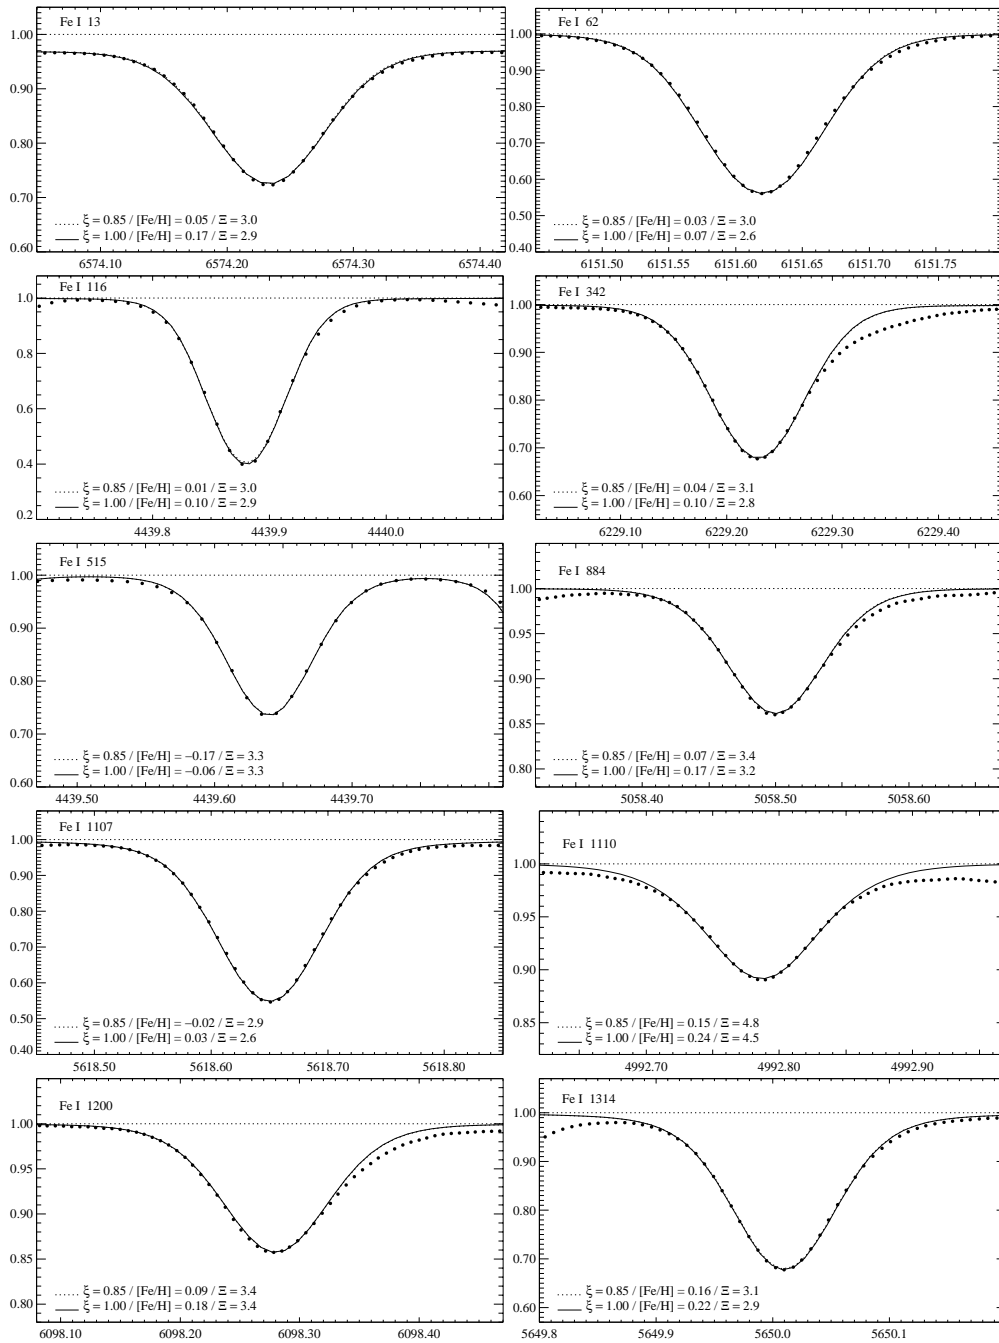 Fe I 13
1.00
0.90
0.80
0.70
0.60
ξ = 0.85 / [Fe/H] = 0.05 / Ξ = 3.0
ξ = 1.00 / [Fe/H] = 0.17 / Ξ = 2.9
6574.10 6574.20 6574.30 6574.40
Fe I 62
1.00
0.90
0.80
0.70
0.60
0.50
0.40
ξ = 0.85 / [Fe/H] = 0.03 / Ξ = 3.0
ξ = 1.00 / [Fe/H] = 0.07 / Ξ = 2.6
6151.50 6151.55 6151.60 6151.65 6151.70 6151.75
Fe I 116
1.0
0.8
0.6
0.4
0.2
ξ = 0.85 / [Fe/H] = 0.01 / Ξ = 3.0
ξ = 1.00 / [Fe/H] = 0.10 / Ξ = 2.9
4439.8 4439.9 4440.0
Fe I 342
1.00
0.90
0.80
0.70
0.60
ξ = 0.85 / [Fe/H] = 0.04 / Ξ = 3.1
ξ = 1.00 / [Fe/H] = 0.10 / Ξ = 2.8
6229.10 6229.20 6229.30 6229.40
Fe I 515
1.00
0.90
0.80
0.70
0.60
ξ = 0.85 / [Fe/H] = −0.17 / Ξ = 3.3
ξ = 1.00 / [Fe/H] = −0.06 / Ξ = 3.3
4439.50 4439.60 4439.70
Fe I 884
1.00
0.95
0.90
0.85
0.80
ξ = 0.85 / [Fe/H] = 0.07 / Ξ = 3.4
ξ = 1.00 / [Fe/H] = 0.17 / Ξ = 3.2
5058.40 5058.50 5058.60
Fe I 1107
1.00
0.90
0.80
0.70
0.60
0.50
0.40
ξ = 0.85 / [Fe/H] = −0.02 / Ξ = 2.9
ξ = 1.00 / [Fe/H] = 0.03 / Ξ = 2.6
5618.50 5618.60 5618.70 5618.80
Fe I 1110
1.00
0.95
0.90
0.85
ξ = 0.85 / [Fe/H] = 0.15 / Ξ = 4.8
ξ = 1.00 / [Fe/H] = 0.24 / Ξ = 4.5
4992.70 4992.80 4992.90
Fe I 1200
1.00
0.95
0.90
0.85
0.80
ξ = 0.85 / [Fe/H] = 0.09 / Ξ = 3.4
ξ = 1.00 / [Fe/H] = 0.18 / Ξ = 3.4
6098.10 6098.20 6098.30 6098.40
Fe I 1314
1.00
0.90
0.80
0.70
0.60
ξ = 0.85 / [Fe/H] = 0.16 / Ξ = 3.1
ξ = 1.00 / [Fe/H] = 0.22 / Ξ = 2.9
5649.8 5649.9 5650.0 5650.1